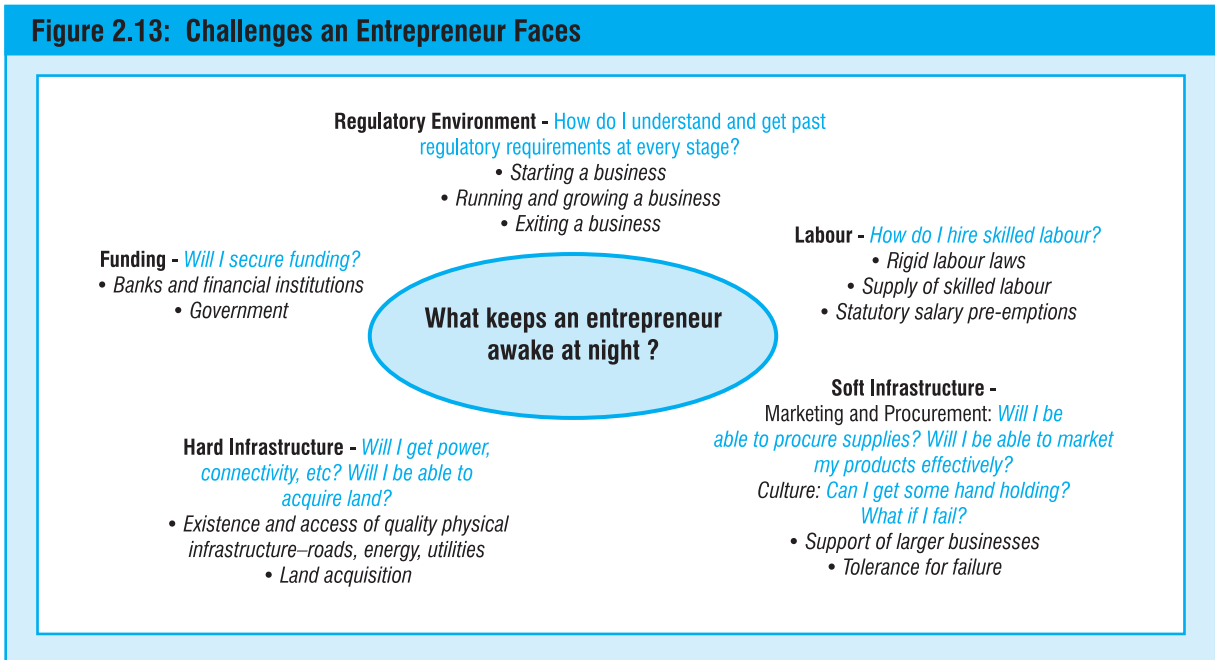 Figure 2.13: Challenges an Entrepreneur Faces
Regulatory Environment - How do I understand and get past
regulatory requirements at every stage?
• Starting a business
• Running and growing a business
• Exiting a business
Funding - Will I secure funding?
• Banks and financial institutions
• Government
Labour - How do I hire skilled labour?
• Rigid labour laws
• Supply of skilled labour
• Statutory salary pre-emptions
What keeps an entrepreneur
awake at night ?
Hard Infrastructure - Will I get power,
connectivity, etc? Will I be able to
acquire land?
• Existence and access of quality physical
infrastructure–roads, energy, utilities
• Land acquisition
Soft Infrastructure -
Marketing and Procurement: Will I be
able to procure supplies? Will I be able to market
my products effectively?
Culture: Can I get some hand holding?
What if I fail?
• Support of larger businesses
• Tolerance for failure